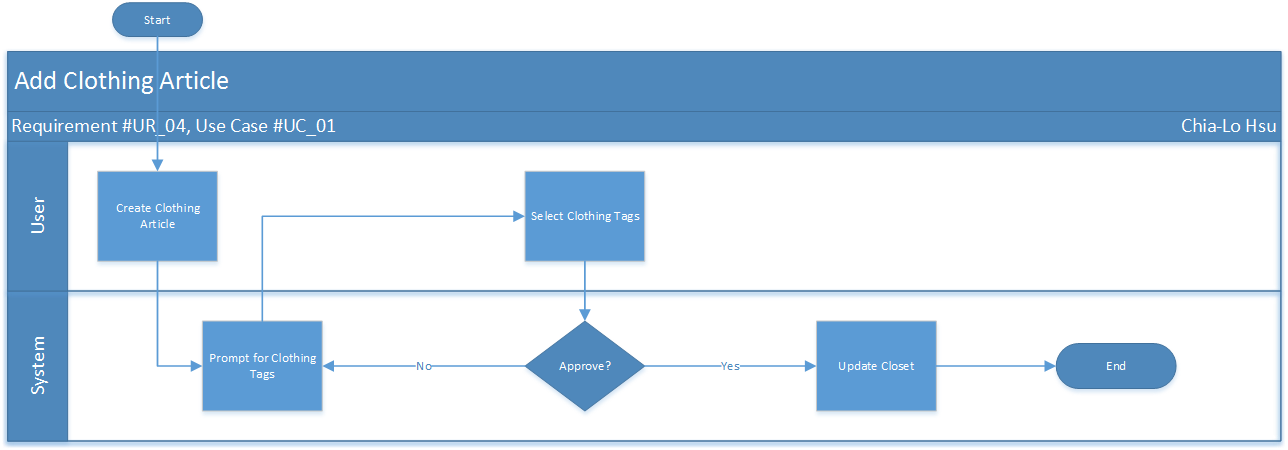 Start
Add Clothing Article
Requirement #UR_04, Use Case #UC_01
Chia-Lo Hsu
User
Create Clothing
Article
Select Clothing Tags
System
Prompt for Clothing
Tags
No
Approve?
Yes
Update Closet
End